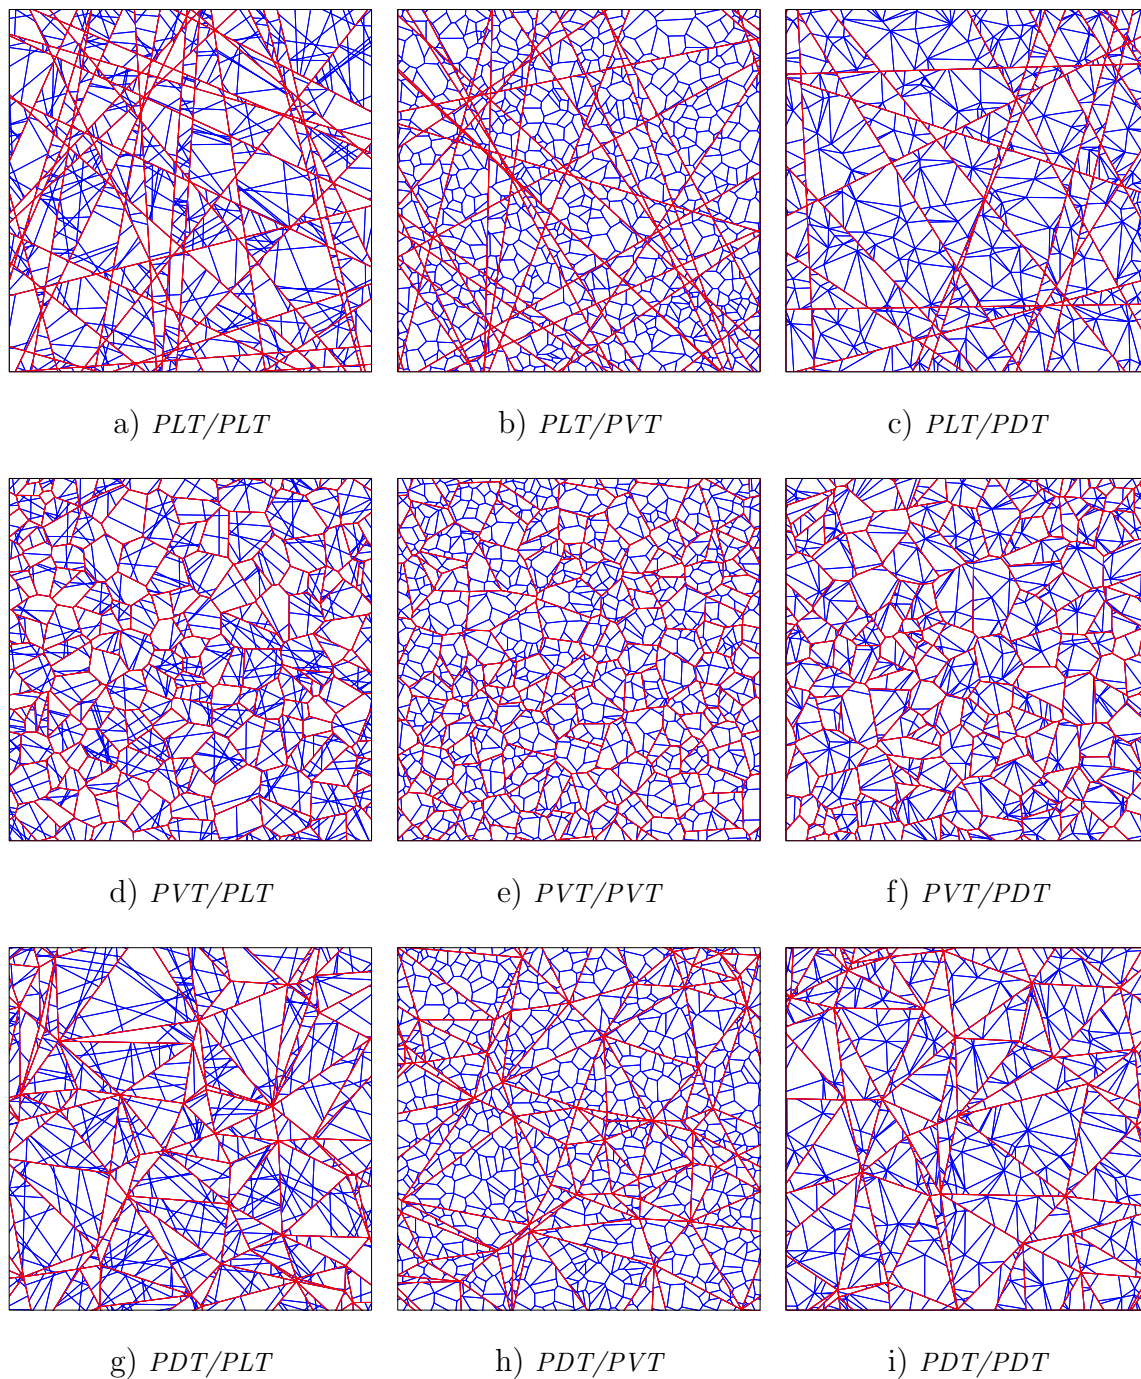 a) PLT/PLT
b) PLT/PVT
c) PLT/PDT
d) PVT/PLT
e) PVT/PVT
f) PVT/PDT
g) PDT/PLT
h) PDT/PVT
i) PDT/PDT